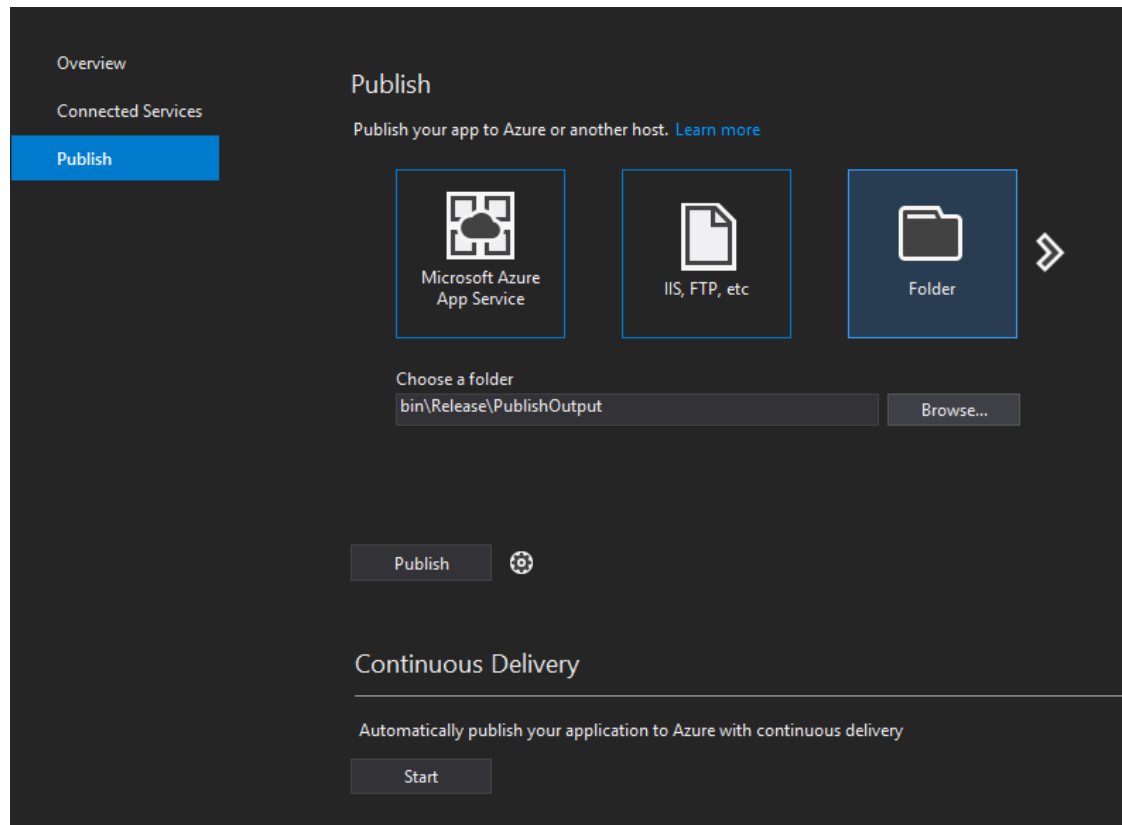 Overview
Connected Services
Publish
Publish
Publish your app to Azure or another host. Learn more
Microsoft Azure
App Service
IIS, FTP, etc
Folder
Choose a folder
bin\Release\PublishOutput
Browse...
Publish
Continuous Delivery
Automatically publish your application to Azure with continuous delivery
Start